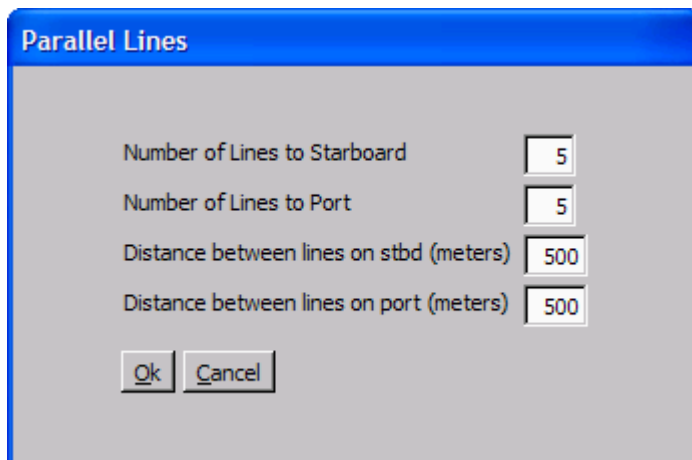 Parallel Lines
Number of Lines to Starboard 5
Number of Lines to Port 5
Distance between lines on stbd (meters) 500
Distance between lines on port (meters) 500
Ok Cancel